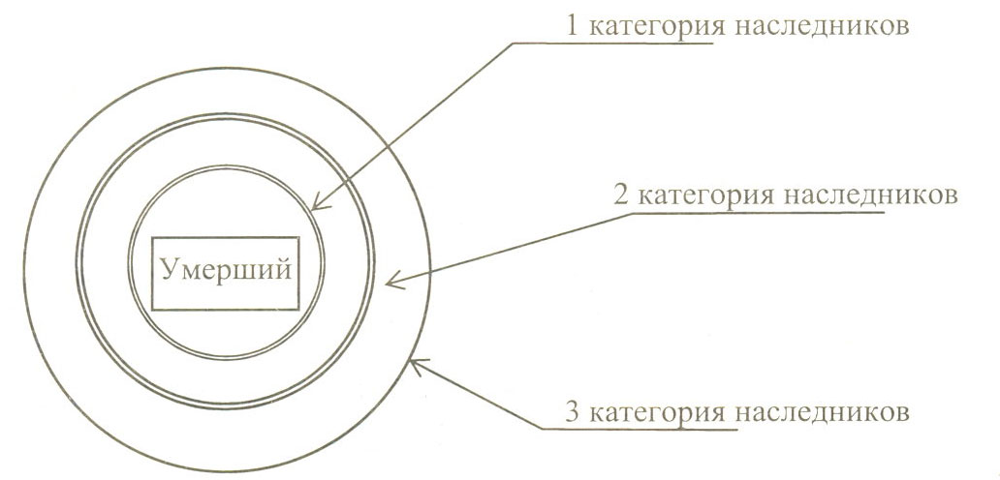 1 категория наследников
2 категория наследников
Умерший
3 категория наследников